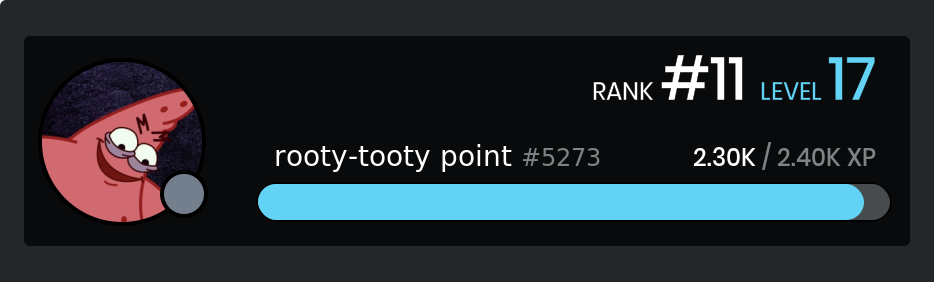 RANK #11 LEVEL 17
rooty-tooty point #5273 2.30K / 2.40K XP